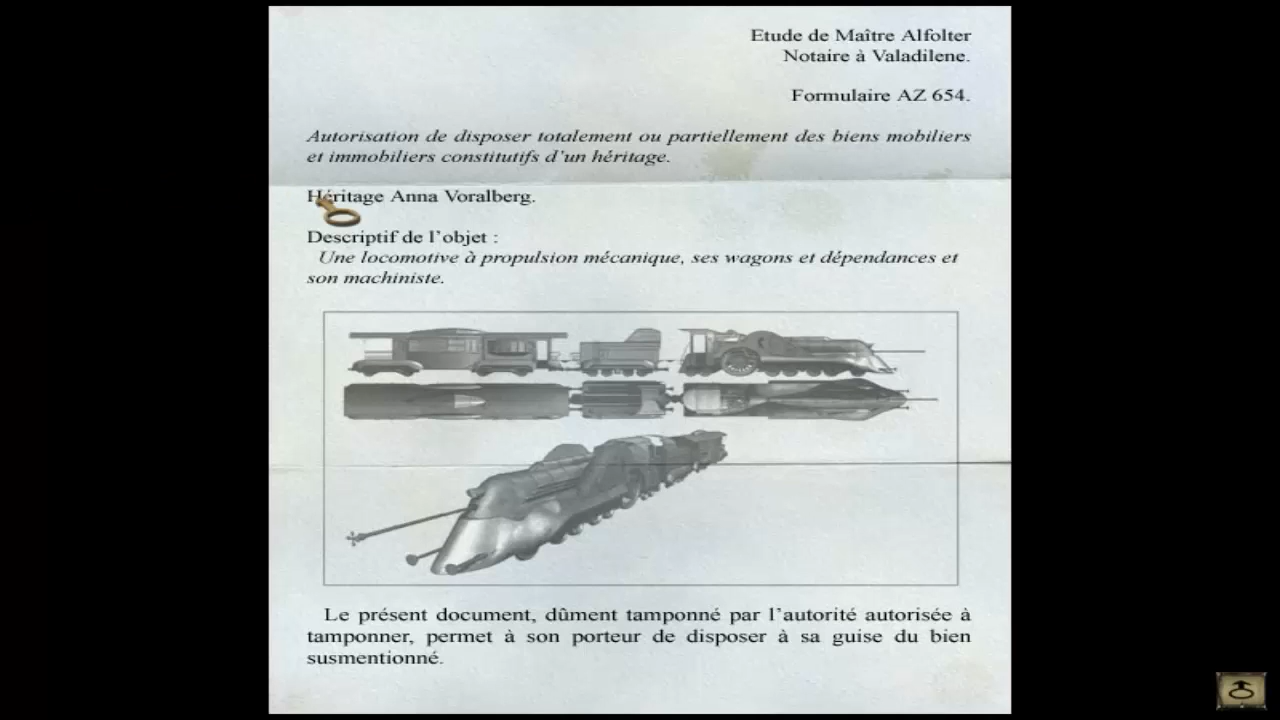 Etude de Maître Alfolter
Notaire à Valadilene.
Formulaire AZ 654.
Autorisation de disposer totalement ou partiellement des biens mobiliers
et immobiliers constitutifs d’un héritage.
Héritage Anna Voralberg.
Descriptif de l’objet :
Une locomotive à propulsion mécanique, ses wagons et dépendances et
son machiniste.
Le présent document, dûment tamponné par l’autorité autorisée à
tamponner, permet à son porteur de disposer à sa guise du bien
susmentionné.